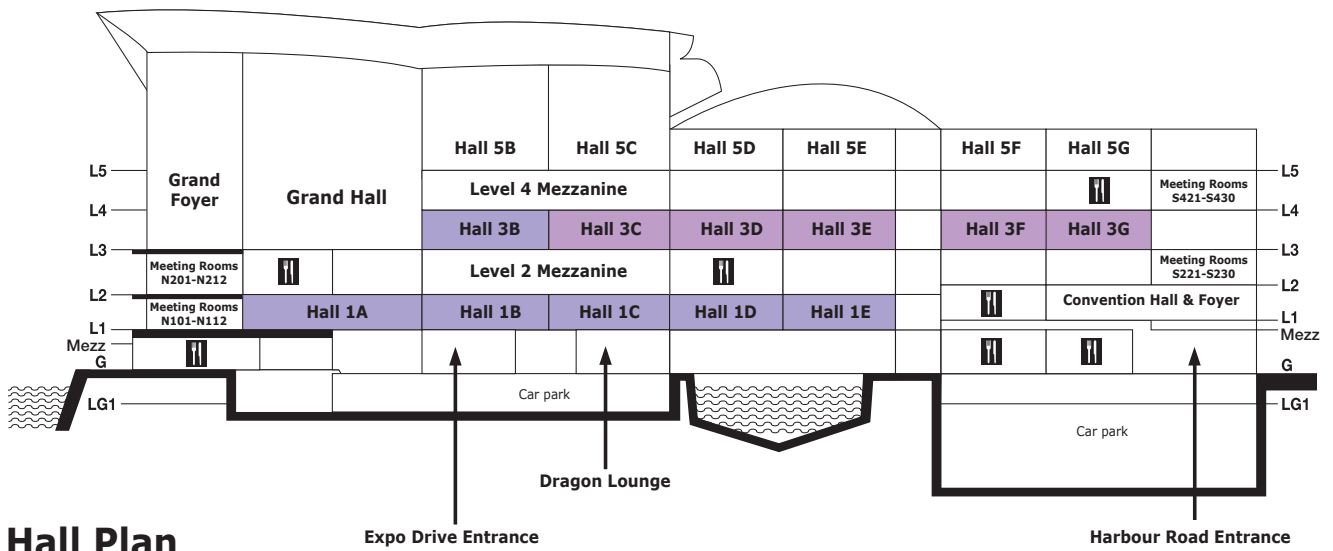 Hall 5B
Hall 5C
Hall 5D
Hall 5E
Hall 5F
Hall 5G
L5
L5
Grand
Foyer
Grand Hall
Level 4 Mezzanine
Meeting Rooms
S421-S430
L4
L4
Hall 3B
Hall 3C
Hall 3D
Hall 3E
Hall 3F
Hall 3G
L3
L3
Meeting Rooms
N201-N212
Level 2 Mezzanine
Meeting Rooms
S221-S230
L2
L2
Meeting Rooms
N101-N112
Hall 1A
Hall 1B
Hall 1C
Hall 1D
Hall 1E
Convention Hall & Foyer
L1
L1
Mezz
Mezz
G
G
LG1
LG1
Car park
Car park
Dragon Lounge
Expo Drive Entrance
Harbour Road Entrance
Hall Plan